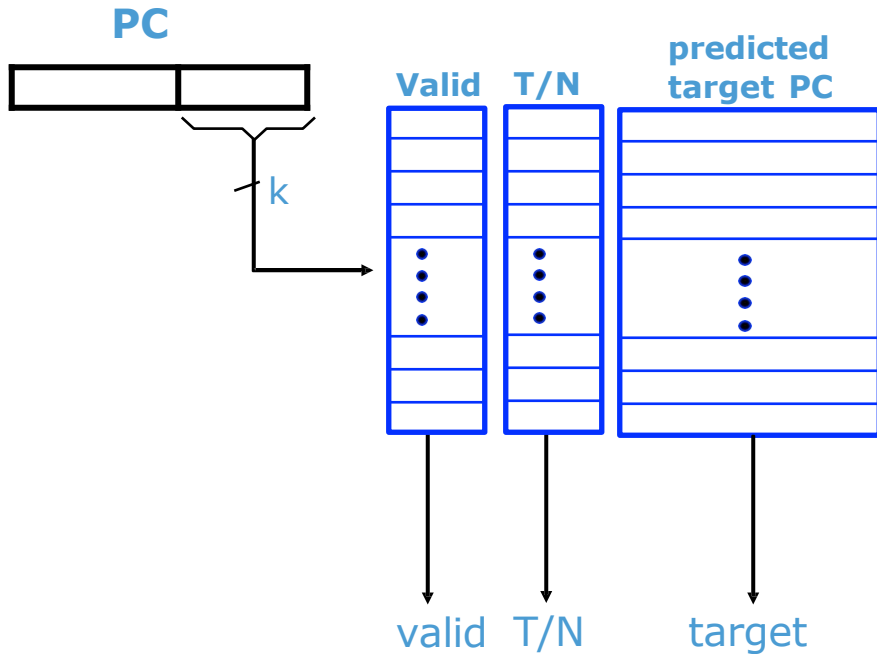 PC
predicted
target PC
Valid T/N
k
valid T/N target